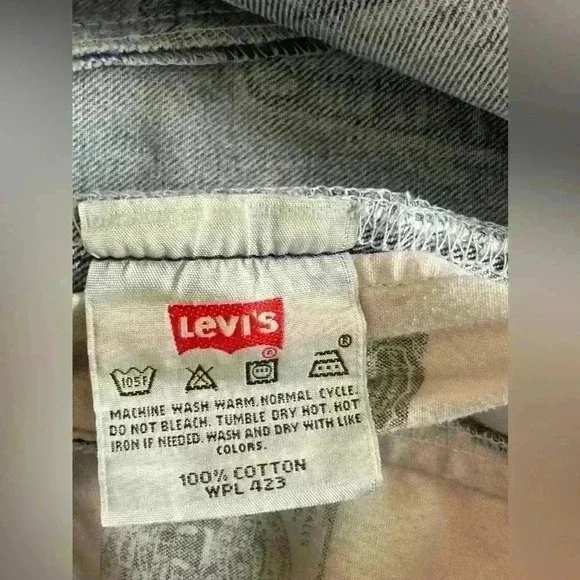 Levi's
®
®
105F
MACHINE WASH WARM. NORMAL CYCLE.
DO NOT BLEACH. TUMBLE DRY HOT. HOT
IRON IF NEEDED. WASH AND DRY WITH LIKE
COLORS.
100% COTTON
WPL 423